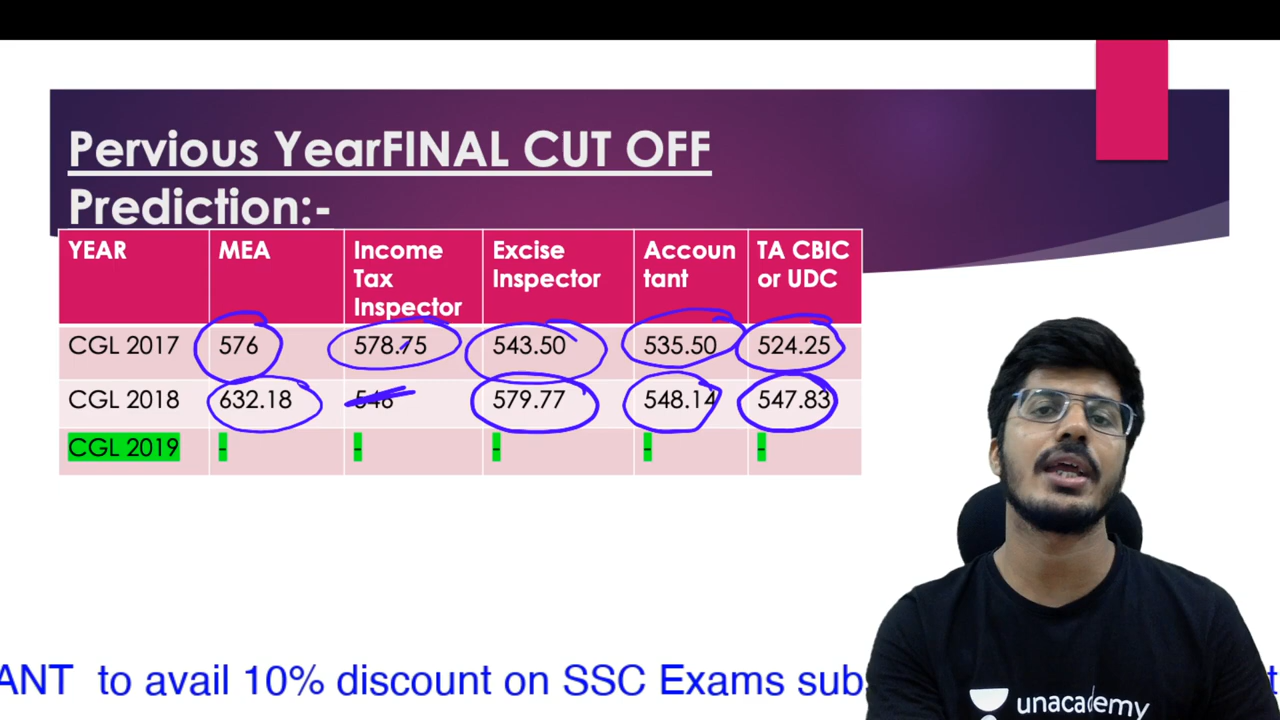 Pervious YearFINAL CUT OFF
Prediction:-
YEAR MEA Income Tax Inspector Excise Inspector Accoun tant TA CBIC or UDC
CGL 2017 576 578.75 543.50 535.50 524.25
CGL 2018 632.18 546 579.77 548.14 547.83
CGL 2019 - - - - -
ANT to avail 10% discount on SSC Exams sub
unacademy